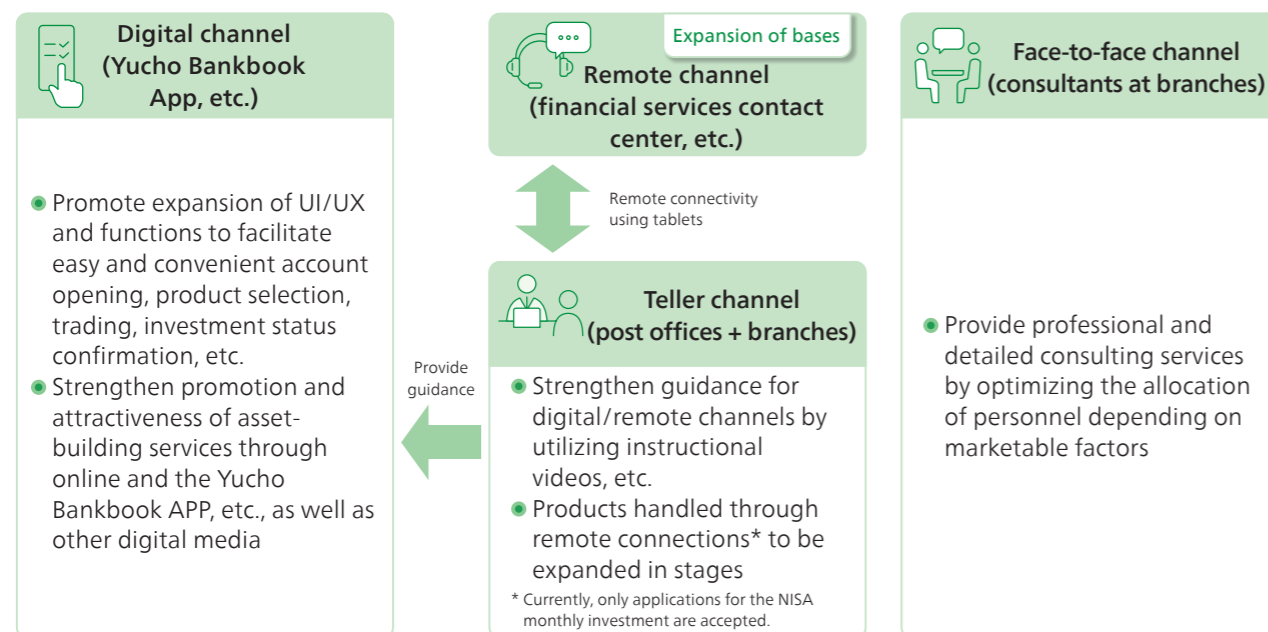 Digital channel
(Yucho Bankbook
App, etc.)
Promote expansion of UI/UX
and functions to facilitate
easy and convenient account
opening, product selection,
trading, investment status
confirmation, etc.
Strengthen promotion and
attractiveness of asset-
building services through
online and the Yucho
Bankbook APP, etc., as well as
other digital media
Provide
guidance
Expansion of bases
Remote channel
(financial services contact
center, etc.)
Remote connectivity
using tablets
Teller channel
(post offices + branches)
Strengthen guidance for
digital/remote channels by
utilizing instructional
videos, etc.
Products handled through
remote connections* to be
expanded in stages
* Currently, only applications for the NISA
monthly investment are accepted.
Face-to-face channel
(consultants at branches)
Provide professional and
detailed consulting services
by optimizing the allocation
of personnel depending on
marketable factors